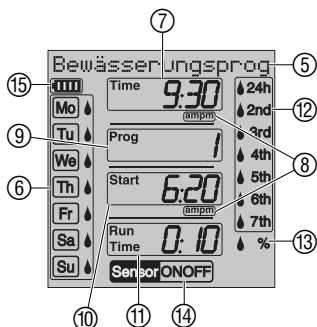 ⑦
Bewässerungsprog ⑤
⑮ Time 9:30 24h
Mo ampm 2nd ⑫
Tu ⑨ Prog 1 3rd
We 4th ⑧
⑥ Th Start 6:20 5th
Fr ampm 6th
Sa Run Time 0:10 7th
Su % ⑬
Sensor ON OFF
⑩ ⑪ ⑭